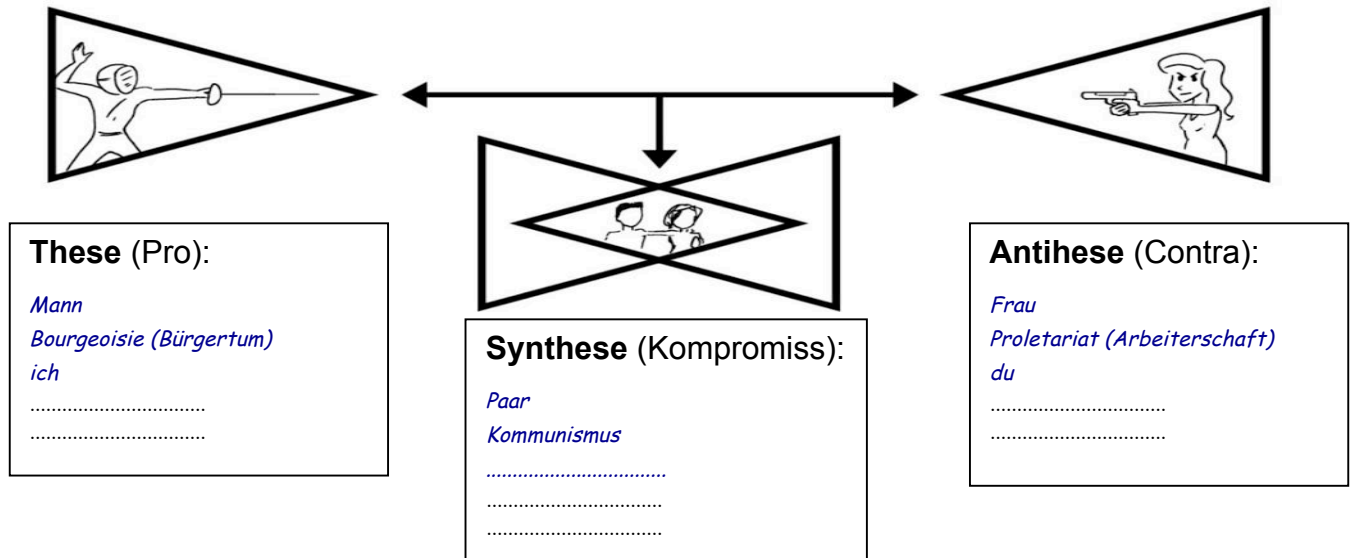 These (Pro):
Mann
Bourgeoisie (Bürgertum)
ich
.................................
.................................
Synthese (Kompromiss):
Paar
Kommunismus
.................................
.................................
.................................
Antihese (Contra):
Frau
Proletariat (Arbeiterschaft)
du
.................................
.................................